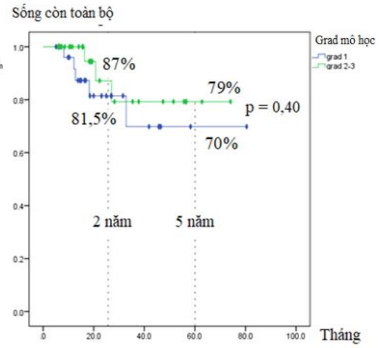 Sống còn toàn bộ
Grad mô học
grad 1
grad 2-3
1.0
87%
79%
0.8
p = 0,40
81,5%
70%
0.6
0.4
2 năm
5 năm
0.2
0.0
.0
20.0
40.0
60.0
80.0
100.0
Tháng